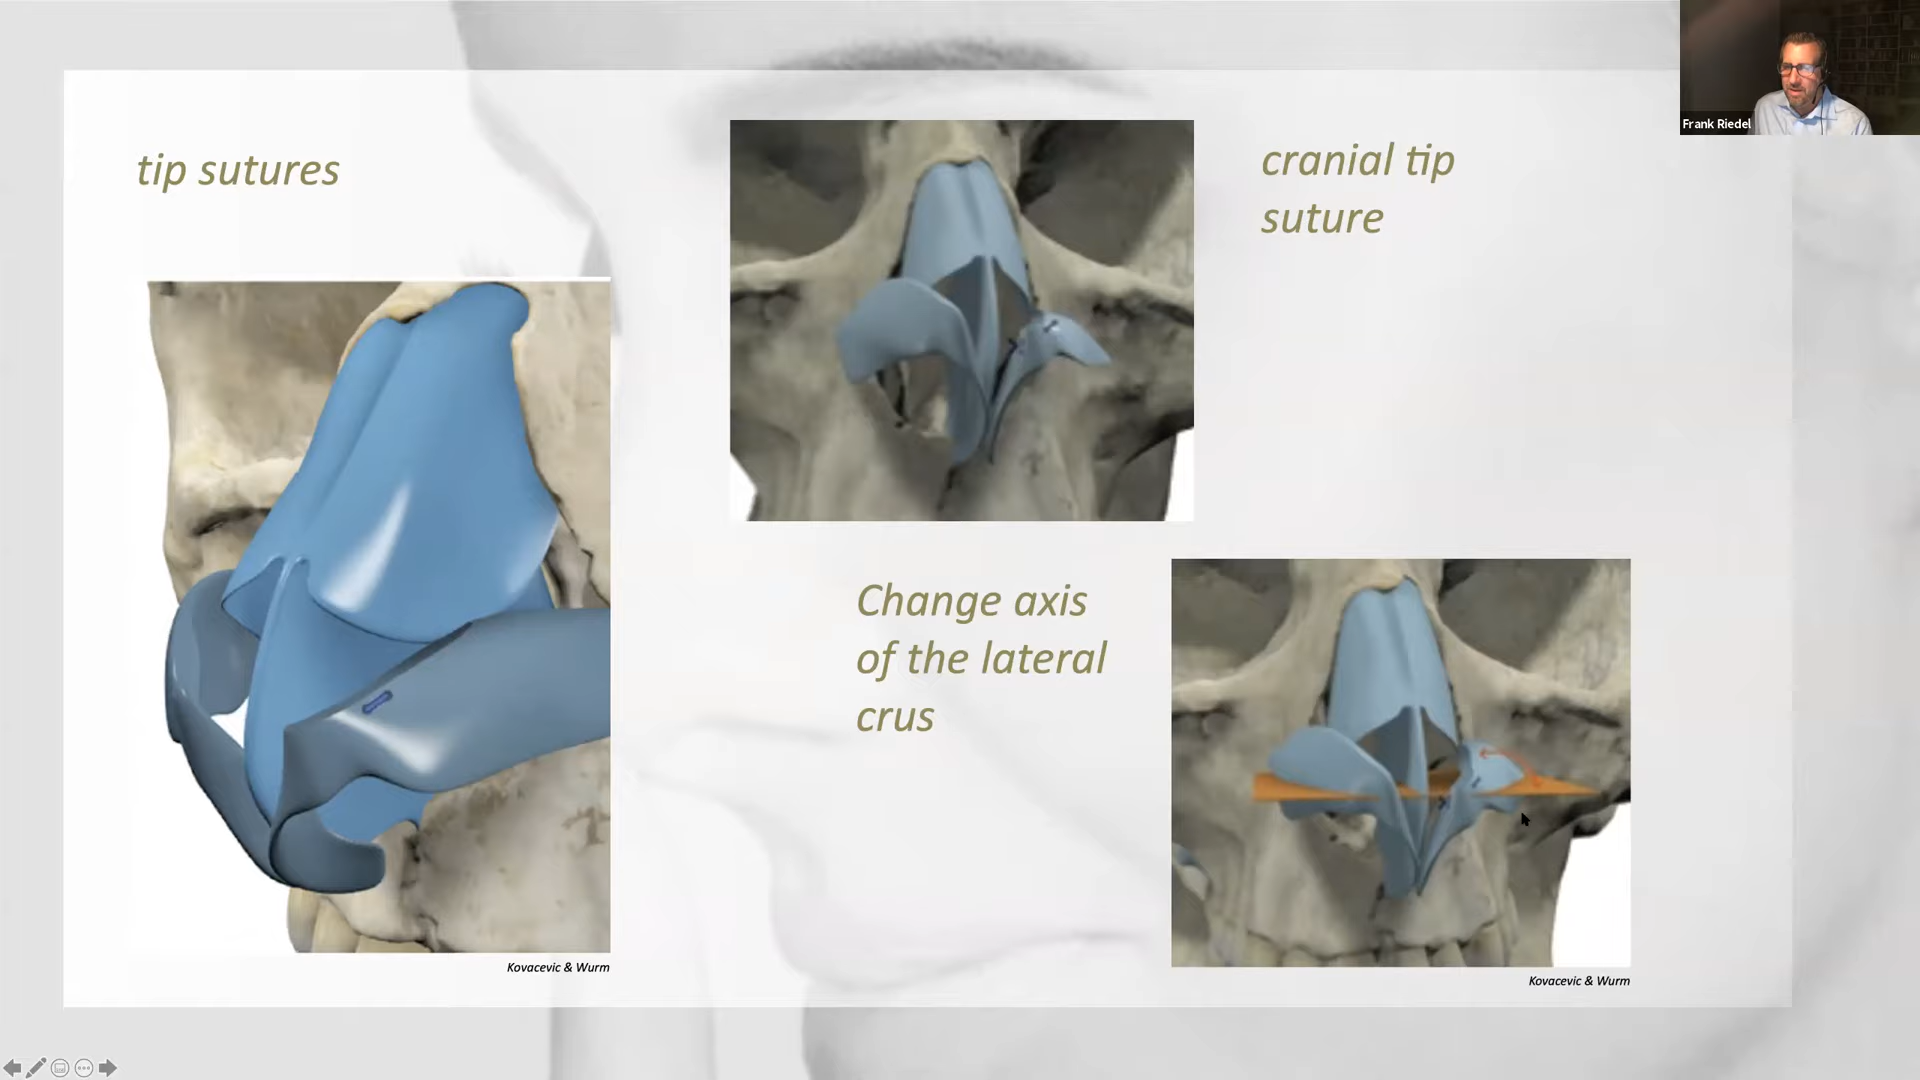 Frank Riedel
tip sutures
cranial tip
suture
Change axis
of the lateral
crus
Kovacevic & Wurm
Kovacevic & Wurm